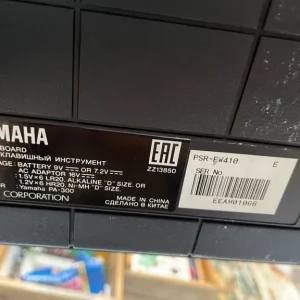 MAHA
BOARD
КЛАВИШНЫЙ ИНСТРУМЕНТ
AGE: BATTERY 9V ⎓ OR 7.2V ⎓
AC ADAPTOR 16V ⎓
: 1.5V×6 LR20, ALKALINE "D" SIZE, OR
1.2V×6 HR20, Ni-MH "D" SIZE.
: Yamaha PA-300
CORPORATION
MADE IN CHINA
СДЕЛАНО В КИТАЕ
EAC
ZZ13850
PSR-EW410 E
SER No
EEAH01066